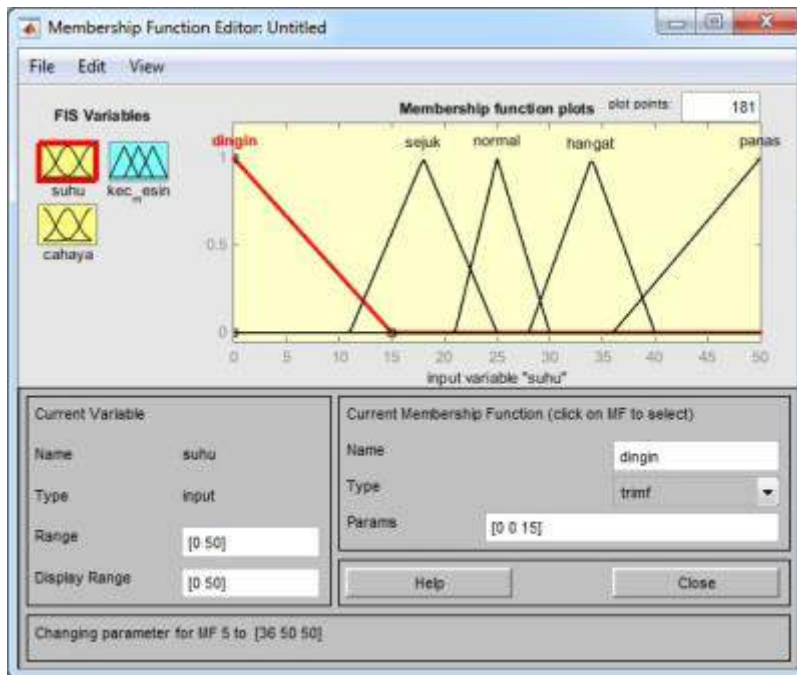 Membership Function Editor: Untitled
File Edit View
FIS Variables
suhu
kec_mesin
cahaya
Membership function plots
plot points:
181
dingin
sejuk
normal
hangat
panas
1
0.5
0
0 5 10 15 20 25 30 35 40 45 50
input variable "suhu"
Current Variable
Name suhu
Type input
Range [0 50]
Display Range [0 50]
Current Membership Function (click on MF to select)
Name dingin
Type trimf
Params [0 0 15]
Help Close
Changing parameter for MF 5 to [36 50 50]